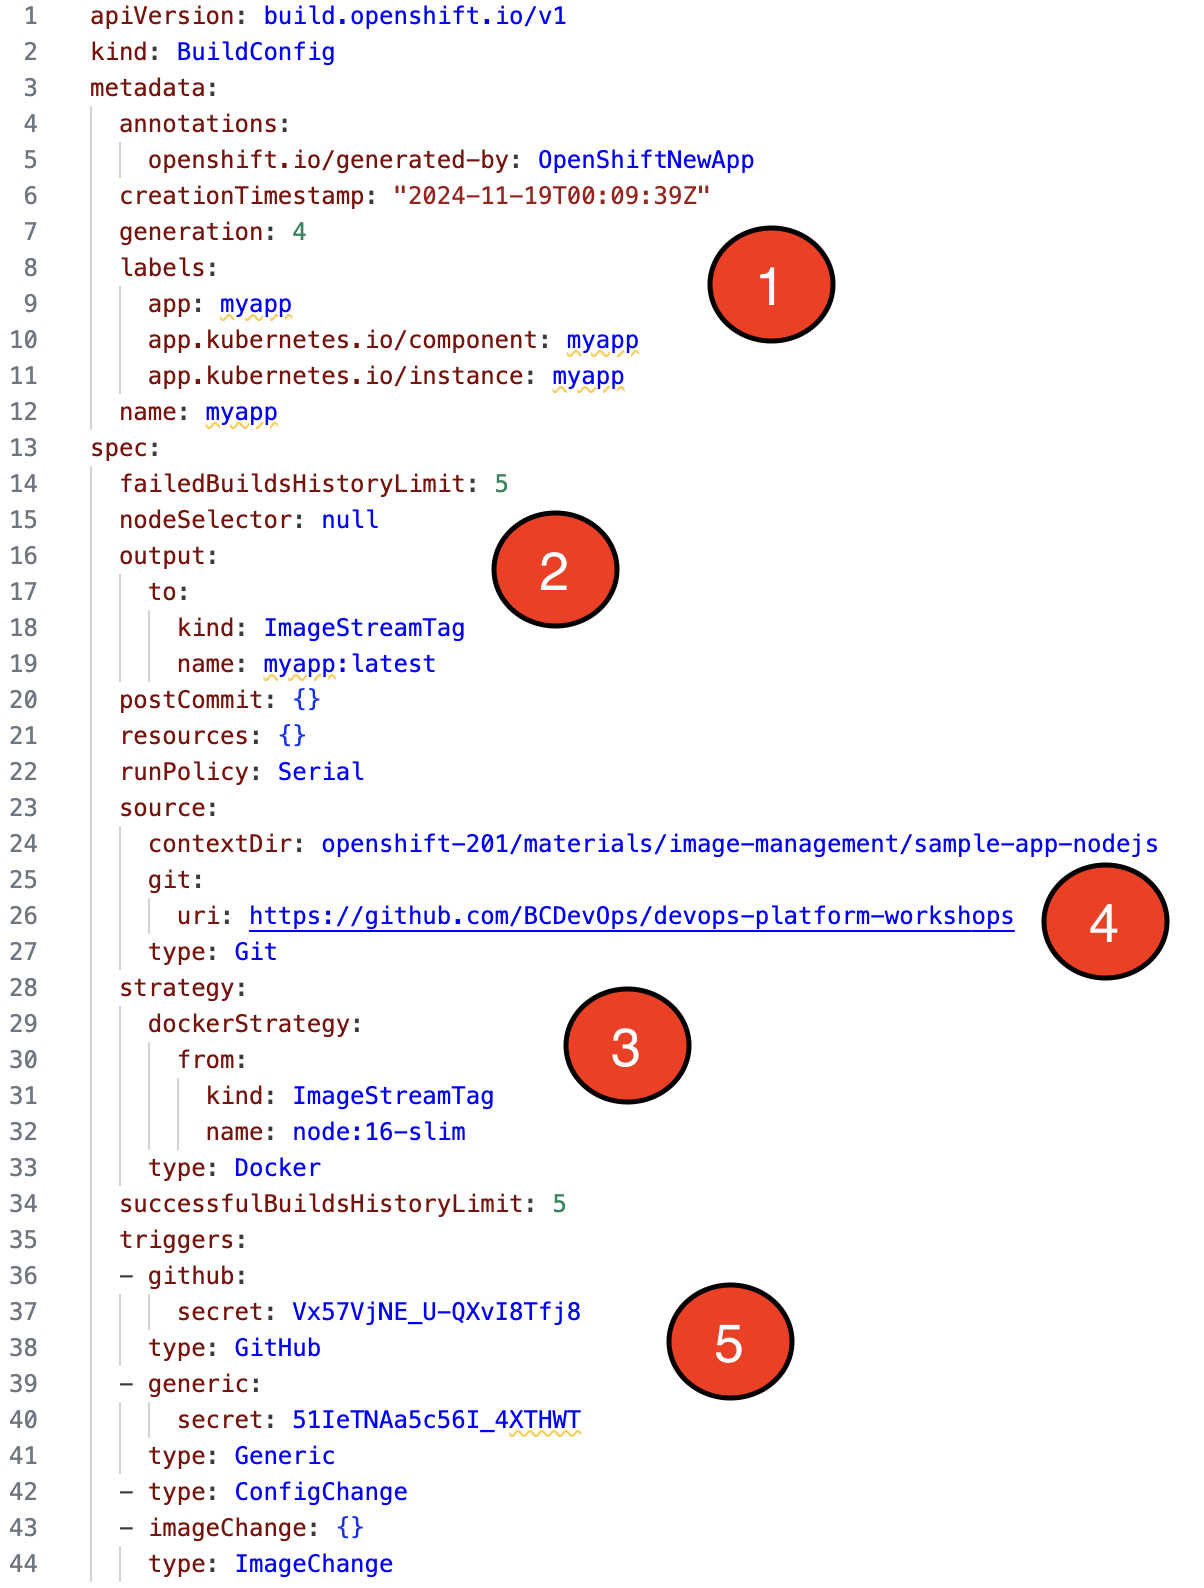 1 apiVersion: build.openshift.io/v1
2 kind: BuildConfig
3 metadata:
4 annotations:
5 openshift.io/generated-by: OpenShiftNewApp
6 creationTimestamp: "2024-11-19T00:09:39Z"
7 generation: 4
8 labels:
1
9 app: myapp
10 app.kubernetes.io/component: myapp
11 app.kubernetes.io/instance: myapp
12 name: myapp
13 spec:
14 failedBuildsHistoryLimit: 5
15 nodeSelector: null
16 output:
2
17 to:
18 kind: ImageStreamTag
19 name: myapp:latest
20 postCommit: {}
21 resources: {}
22 runPolicy: Serial
23 source:
24 contextDir: openshift-201/materials/image-management/sample-app-nodejs
25 git:
26 uri: https://github.com/BCDevOps/devops-platform-workshops
4
27 type: Git
28 strategy:
29 dockerStrategy:
3
30 from:
31 kind: ImageStreamTag
32 name: node:16-slim
33 type: Docker
34 successfulBuildsHistoryLimit: 5
35 triggers:
36 - github:
37 secret: Vx57VjNE_U-QXvI8Tfj8
5
38 type: GitHub
39 - generic:
40 secret: 51IeTNAa5c56I_4XTHWT
41 type: Generic
42 - type: ConfigChange
43 - imageChange: {}
44 type: ImageChange